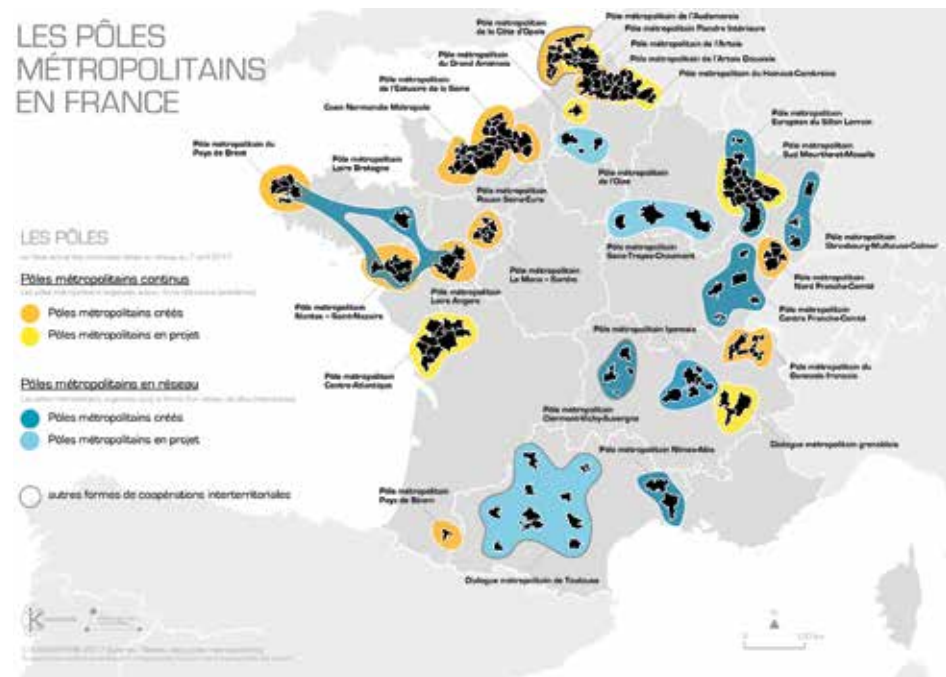 LES PÔLES
MÉTROPOLITAINS
EN FRANCE
Pôle métropolitain
de la Côte d'Opale
Pôle métropolitain de l'Audomarois
Pôle métropolitain Flandre Intérieure
Pôle métropolitain de l'Artois
Pôle métropolitain de l'Artois Douaisis
Pôle métropolitain du Hainaut-Cambrésis
Pôle métropolitain
du Grand Amiénois
Pôle métropolitain
de l'Estuaire de la Seine
Caen Normandie Métropole
Pôle métropolitain du
Pays de Brest
Pôle métropolitain
Loire Bretagne
Pôle métropolitain
Rouen Seine-Eure
Pôle métropolitain
de l'Oise
Pôle métropolitain
Européen du Sillon Lorrain
Pôle métropolitain
Sud Meurthe-et-Moselle
Pôle métropolitain
Strasbourg-Mulhouse-Colmar
Pôle métropolitain
Nord Franche-Comté
Pôle métropolitain
Centre Franche-Comté
Pôle métropolitain
Le Mans – Sarthe
Pôle métropolitain
Loire Angers
Pôle métropolitain
Nantes – Saint-Nazaire
Pôle métropolitain
Centre-Atlantique
Pôle métropolitain lyonnais
Pôle métropolitain
Clermont-Vichy-Auvergne
Pôle métropolitain du
Genevois français
Dialogue métropolitain grenoblois
Pôle métropolitain Nîmes-Alès
Pôle métropolitain
Pays de Béarn
Dialogue métropolitain de Toulouse
LES PÔLES
Pôles métropolitains continus
Pôles métropolitains créés
Pôles métropolitains en projet
Pôles métropolitains en réseau
Pôles métropolitains créés
Pôles métropolitains en projet
autres formes de coopérations interterritoriales
N